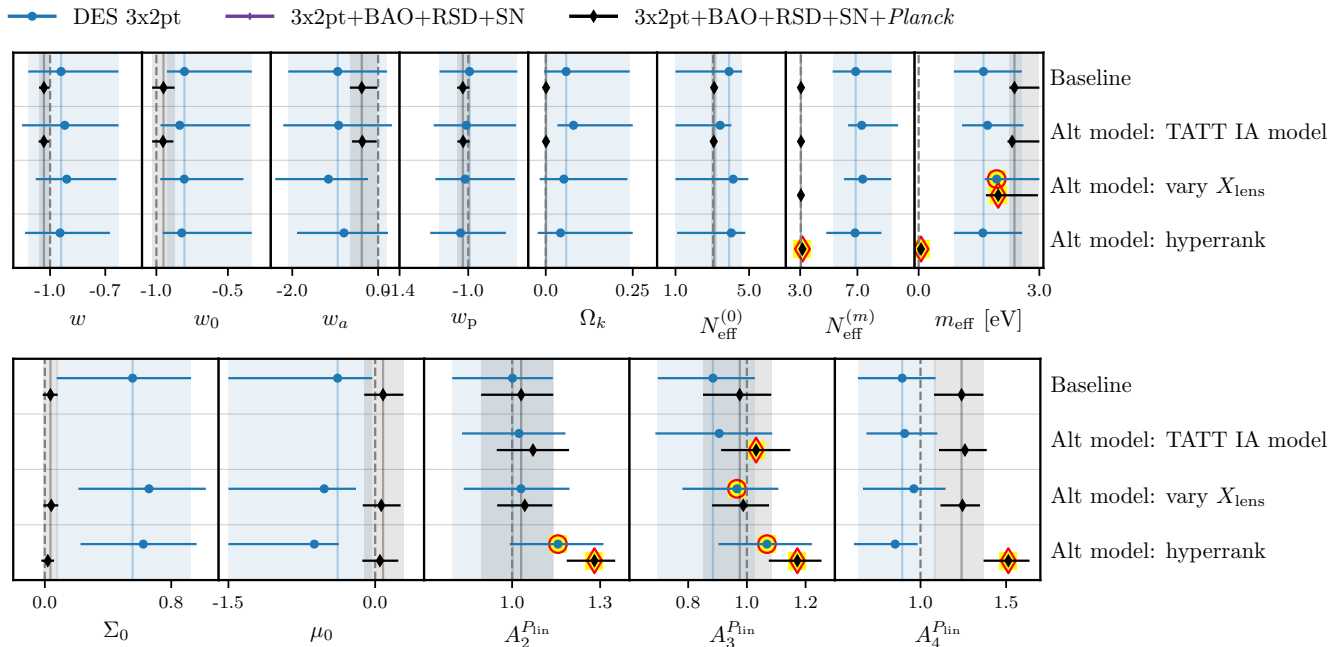 DES 3x2pt 3x2pt+BAO+RSD+SN 3x2pt+BAO+RSD+SN+Planck
Baseline
Alt model: TATT IA model
Alt model: vary X_lens
Alt model: hyperrank
-1.0 -0.7 -1.0 -0.5 -2.0 0.0 -1.4 -1.0 0.0 0.25 1.0 5.0 3.0 7.0 0.0 3.0
w w_0 w_a w_p Ω_k N_eff^(0) N_eff^(m) m_eff [eV]
Baseline
Alt model: TATT IA model
Alt model: vary X_lens
Alt model: hyperrank
0.0 0.8 -1.5 0.0 1.0 1.3 0.8 1.0 1.2 1.0 1.5
Σ_0 μ_0 A_2^{P_lin} A_3^{P_lin} A_4^{P_lin}